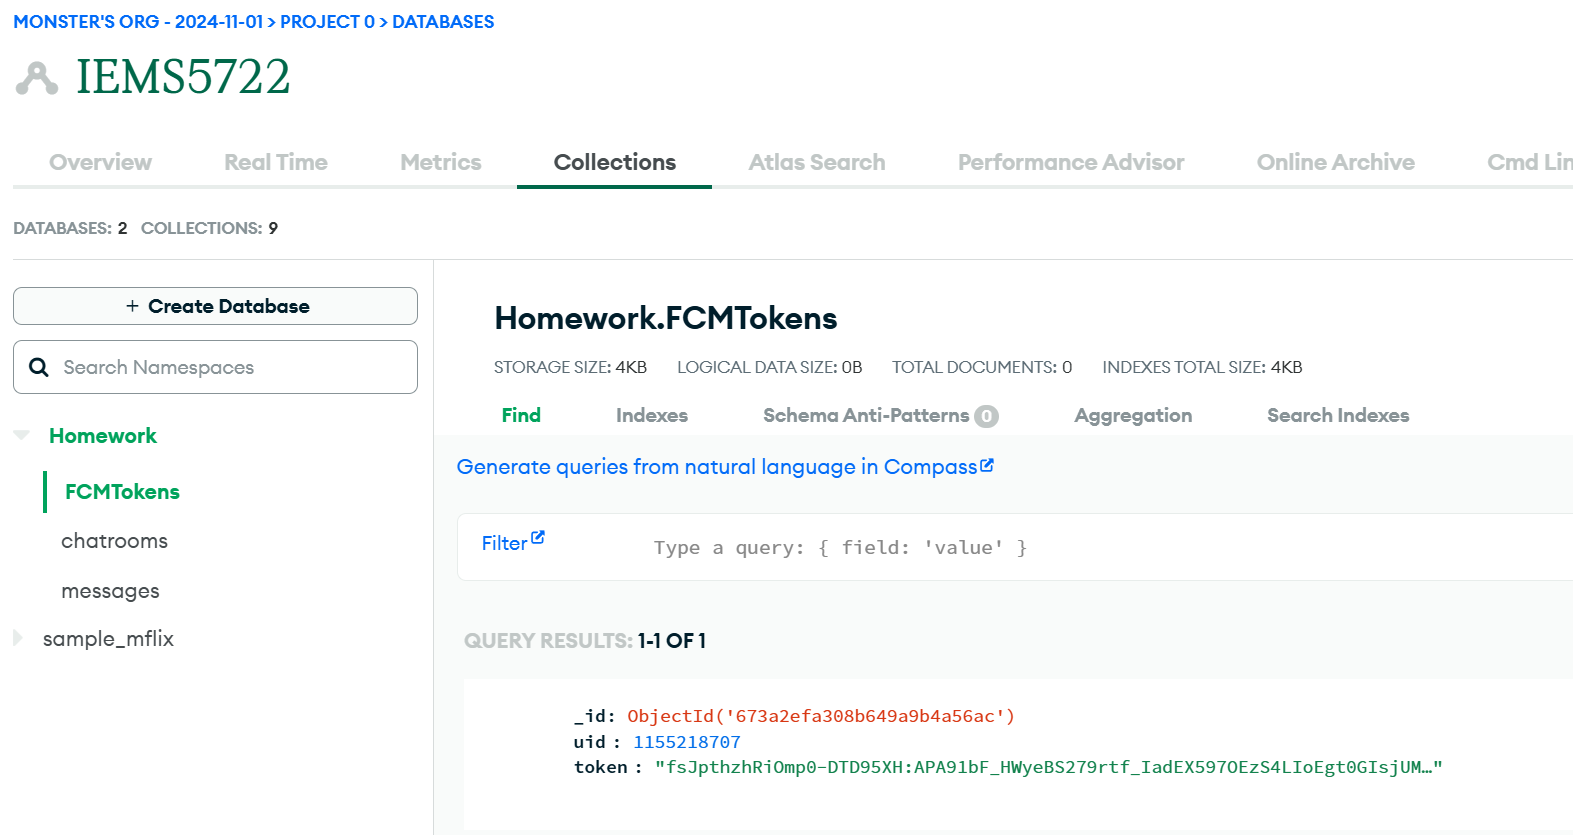 MONSTER'S ORG - 2024-11-01 > PROJECT 0 > DATABASES
IEMS5722
Overview Real Time Metrics Collections Atlas Search Performance Advisor Online Archive Cmd Lin
DATABASES: 2 COLLECTIONS: 9
+ Create Database
Search Namespaces
Homework
FCMTokens
chatrooms
messages
sample_mflix
Homework.FCMTokens
STORAGE SIZE: 4KB LOGICAL DATA SIZE: 0B TOTAL DOCUMENTS: 0 INDEXES TOTAL SIZE: 4KB
Find Indexes Schema Anti-Patterns 0 Aggregation Search Indexes
Generate queries from natural language in Compass
Filter Type a query: { field: 'value' }
QUERY RESULTS: 1-1 OF 1
_id: ObjectId('673a2efa308b649a9b4a56ac')
uid : 1155218707
token : "fsJpthzhRiOmp0-DTD95XH:APA91bF_HWyeBS279rtf_IadEX597OEzS4LIoEgt0GIsjUM…"